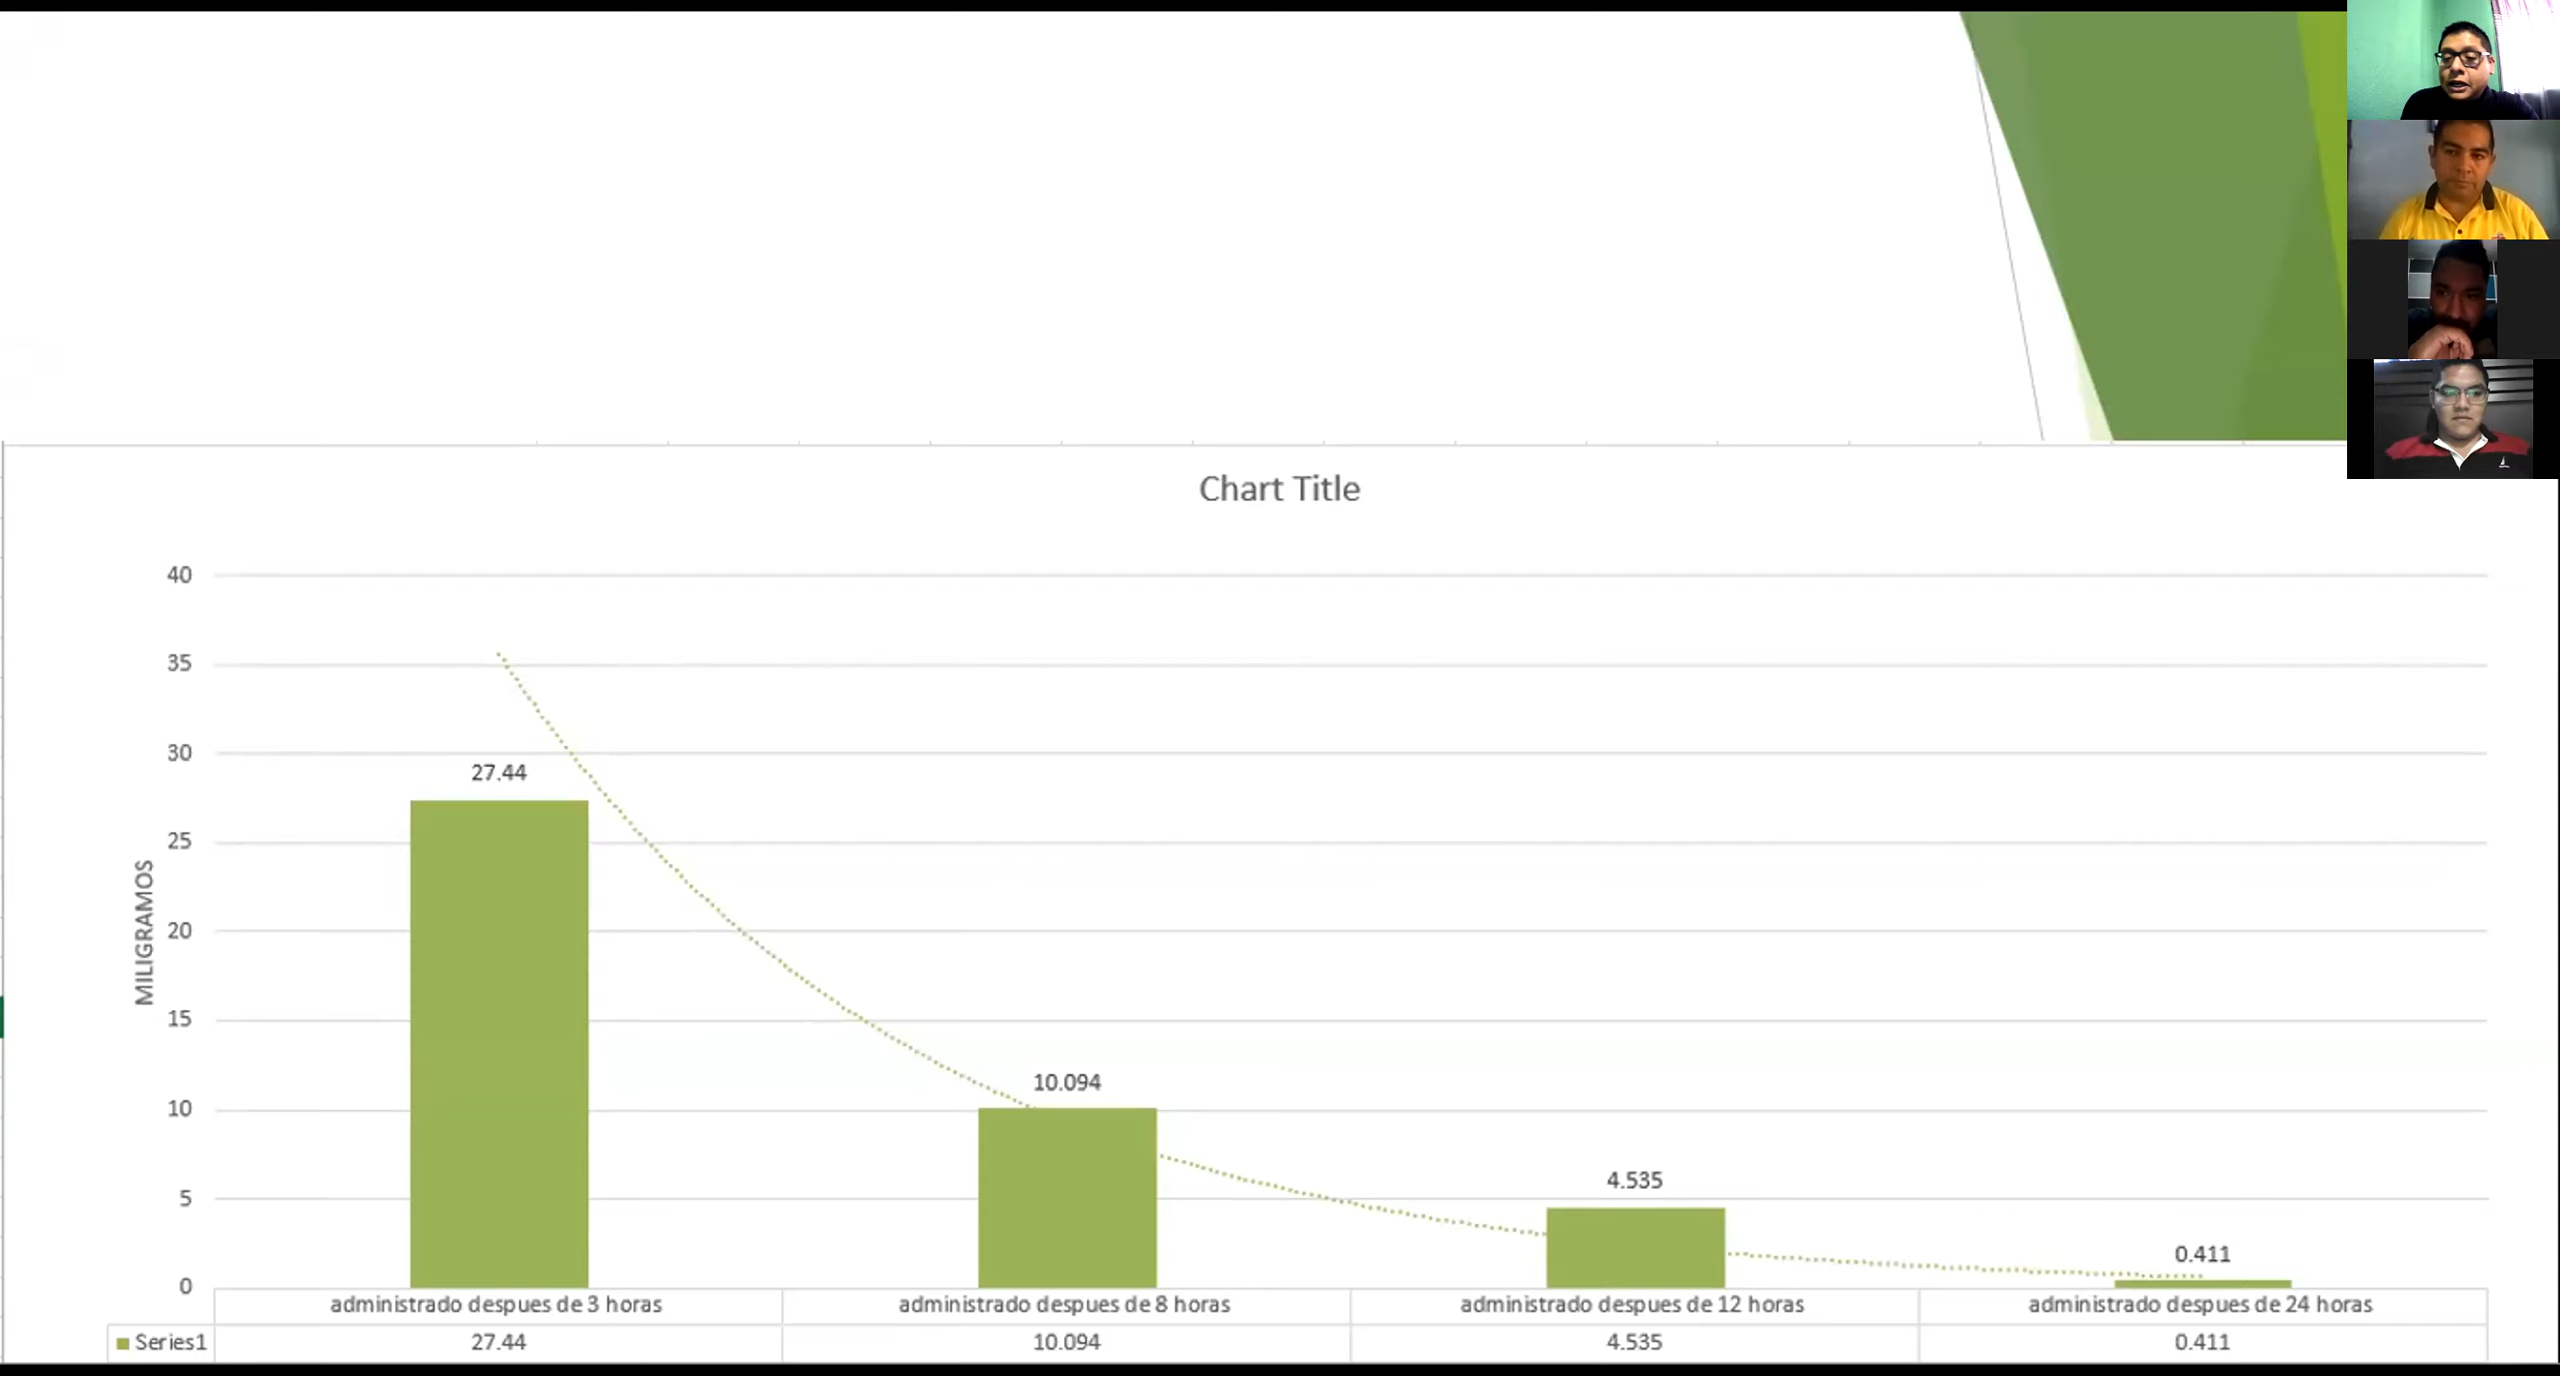 Chart Title
40
35
30
25
20
15
10
5
0
MILIGRAMOS
27.44
10.094
4.535
0.411
administrado despues de 3 horas
administrado despues de 8 horas
administrado despues de 12 horas
administrado despues de 24 horas
Series1 27.44 10.094 4.535 0.411